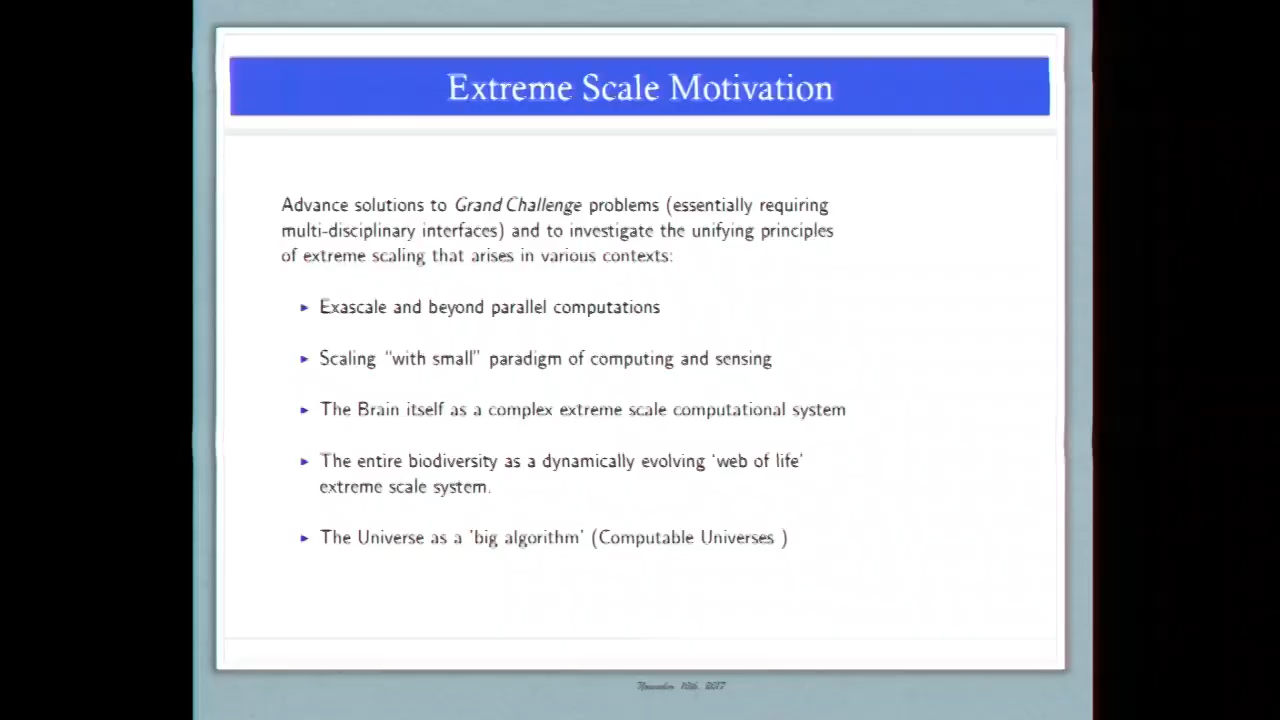 Extreme Scale Motivation
Advance solutions to Grand Challenge problems (essentially requiring
multi-disciplinary interfaces) and to investigate the unifying principles
of extreme scaling that arises in various contexts:
Exascale and beyond parallel computations
Scaling "with small" paradigm of computing and sensing
The Brain itself as a complex extreme scale computational system
The entire biodiversity as a dynamically evolving 'web of life'
extreme scale system.
The Universe as a 'big algorithm' (Computable Universes )
2017